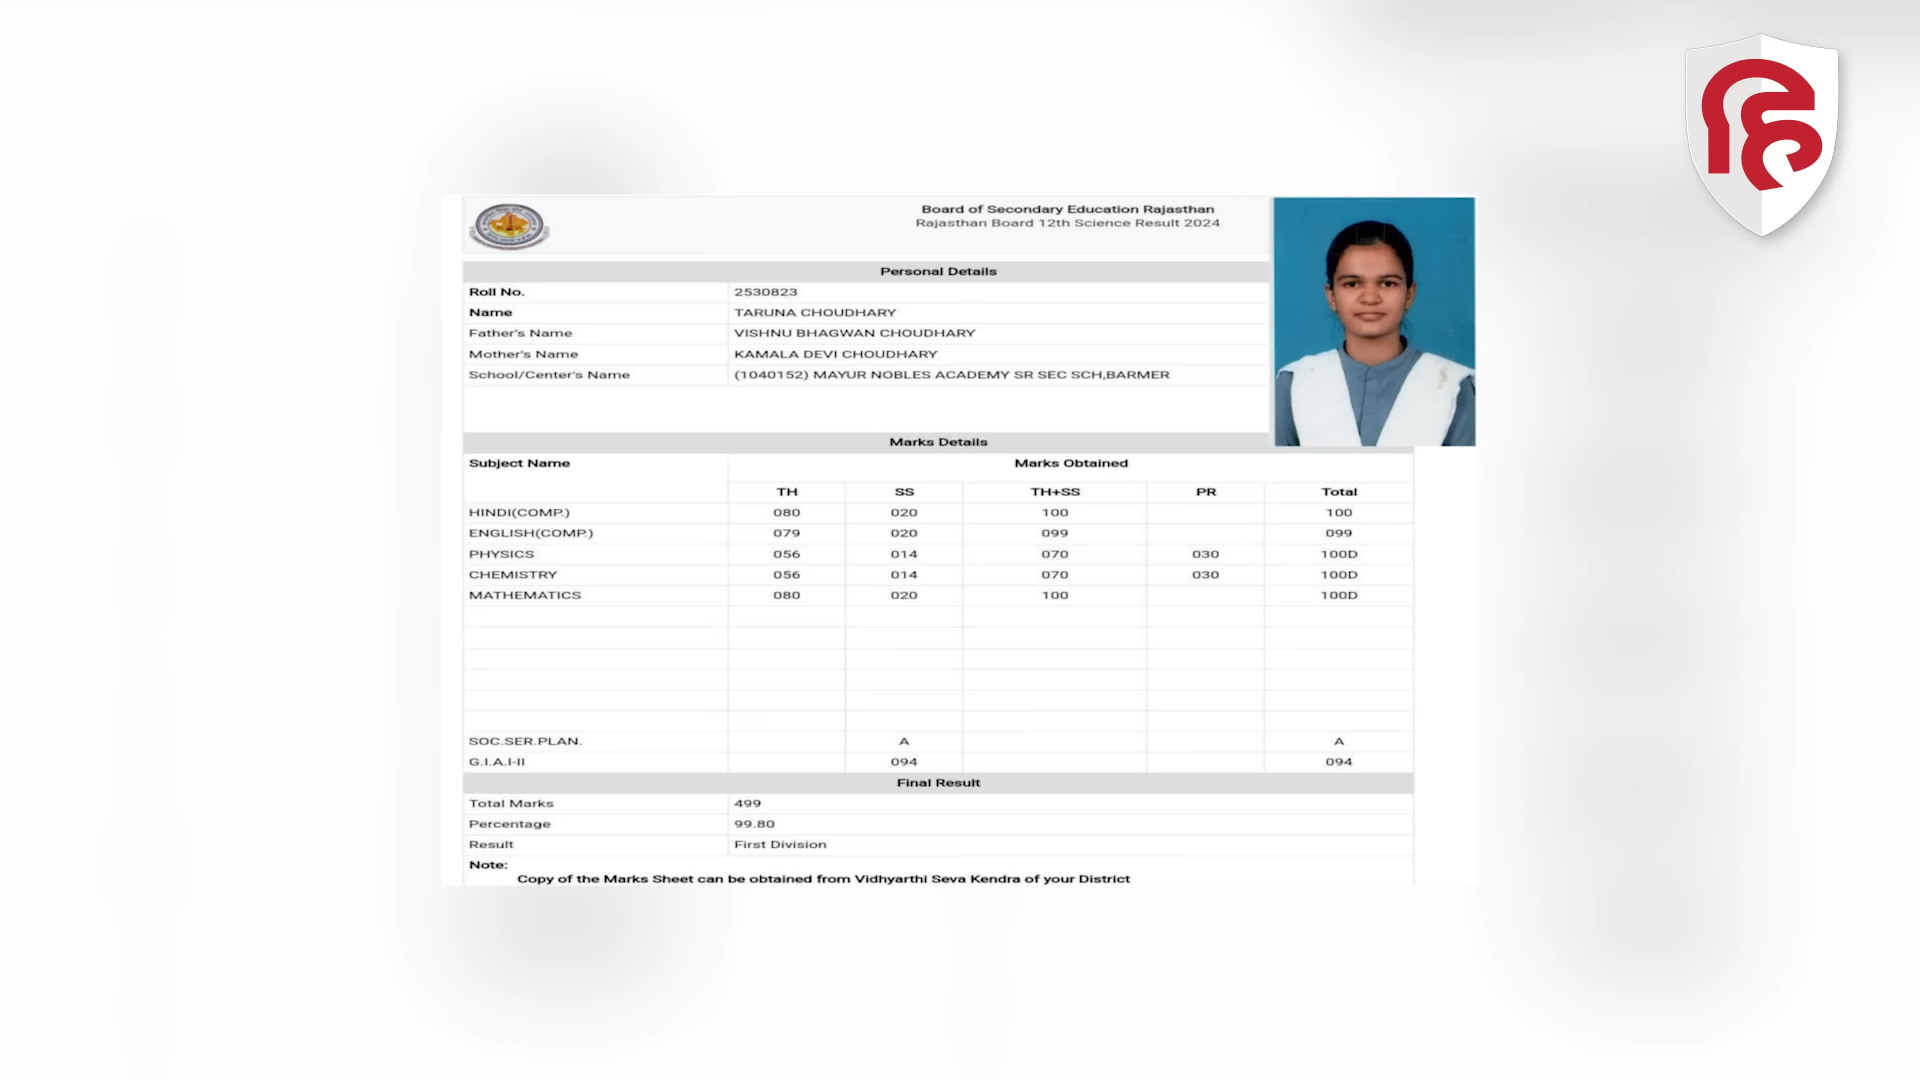 Board of Secondary Education Rajasthan
Rajasthan Board 12th Science Result 2024
Personal Details
Roll No. 2530823
Name TARUNA CHOUDHARY
Father's Name VISHNU BHAGWAN CHOUDHARY
Mother's Name KAMALA DEVI CHOUDHARY
School/Center's Name (1040152) MAYUR NOBLES ACADEMY SR SEC SCH,BARMER
Marks Details
Subject Name Marks Obtained
TH SS TH+SS PR Total
HINDI(COMP.) 080 020 100 100
ENGLISH(COMP.) 079 020 099 099
PHYSICS 056 014 070 030 100D
CHEMISTRY 056 014 070 030 100D
MATHEMATICS 080 020 100 100D
SOC.SER.PLAN. A A
G.I.A.I-II 094 094
Final Result
Total Marks 499
Percentage 99.80
Result First Division
Note:
Copy of the Marks Sheet can be obtained from Vidhyarthi Seva Kendra of your District